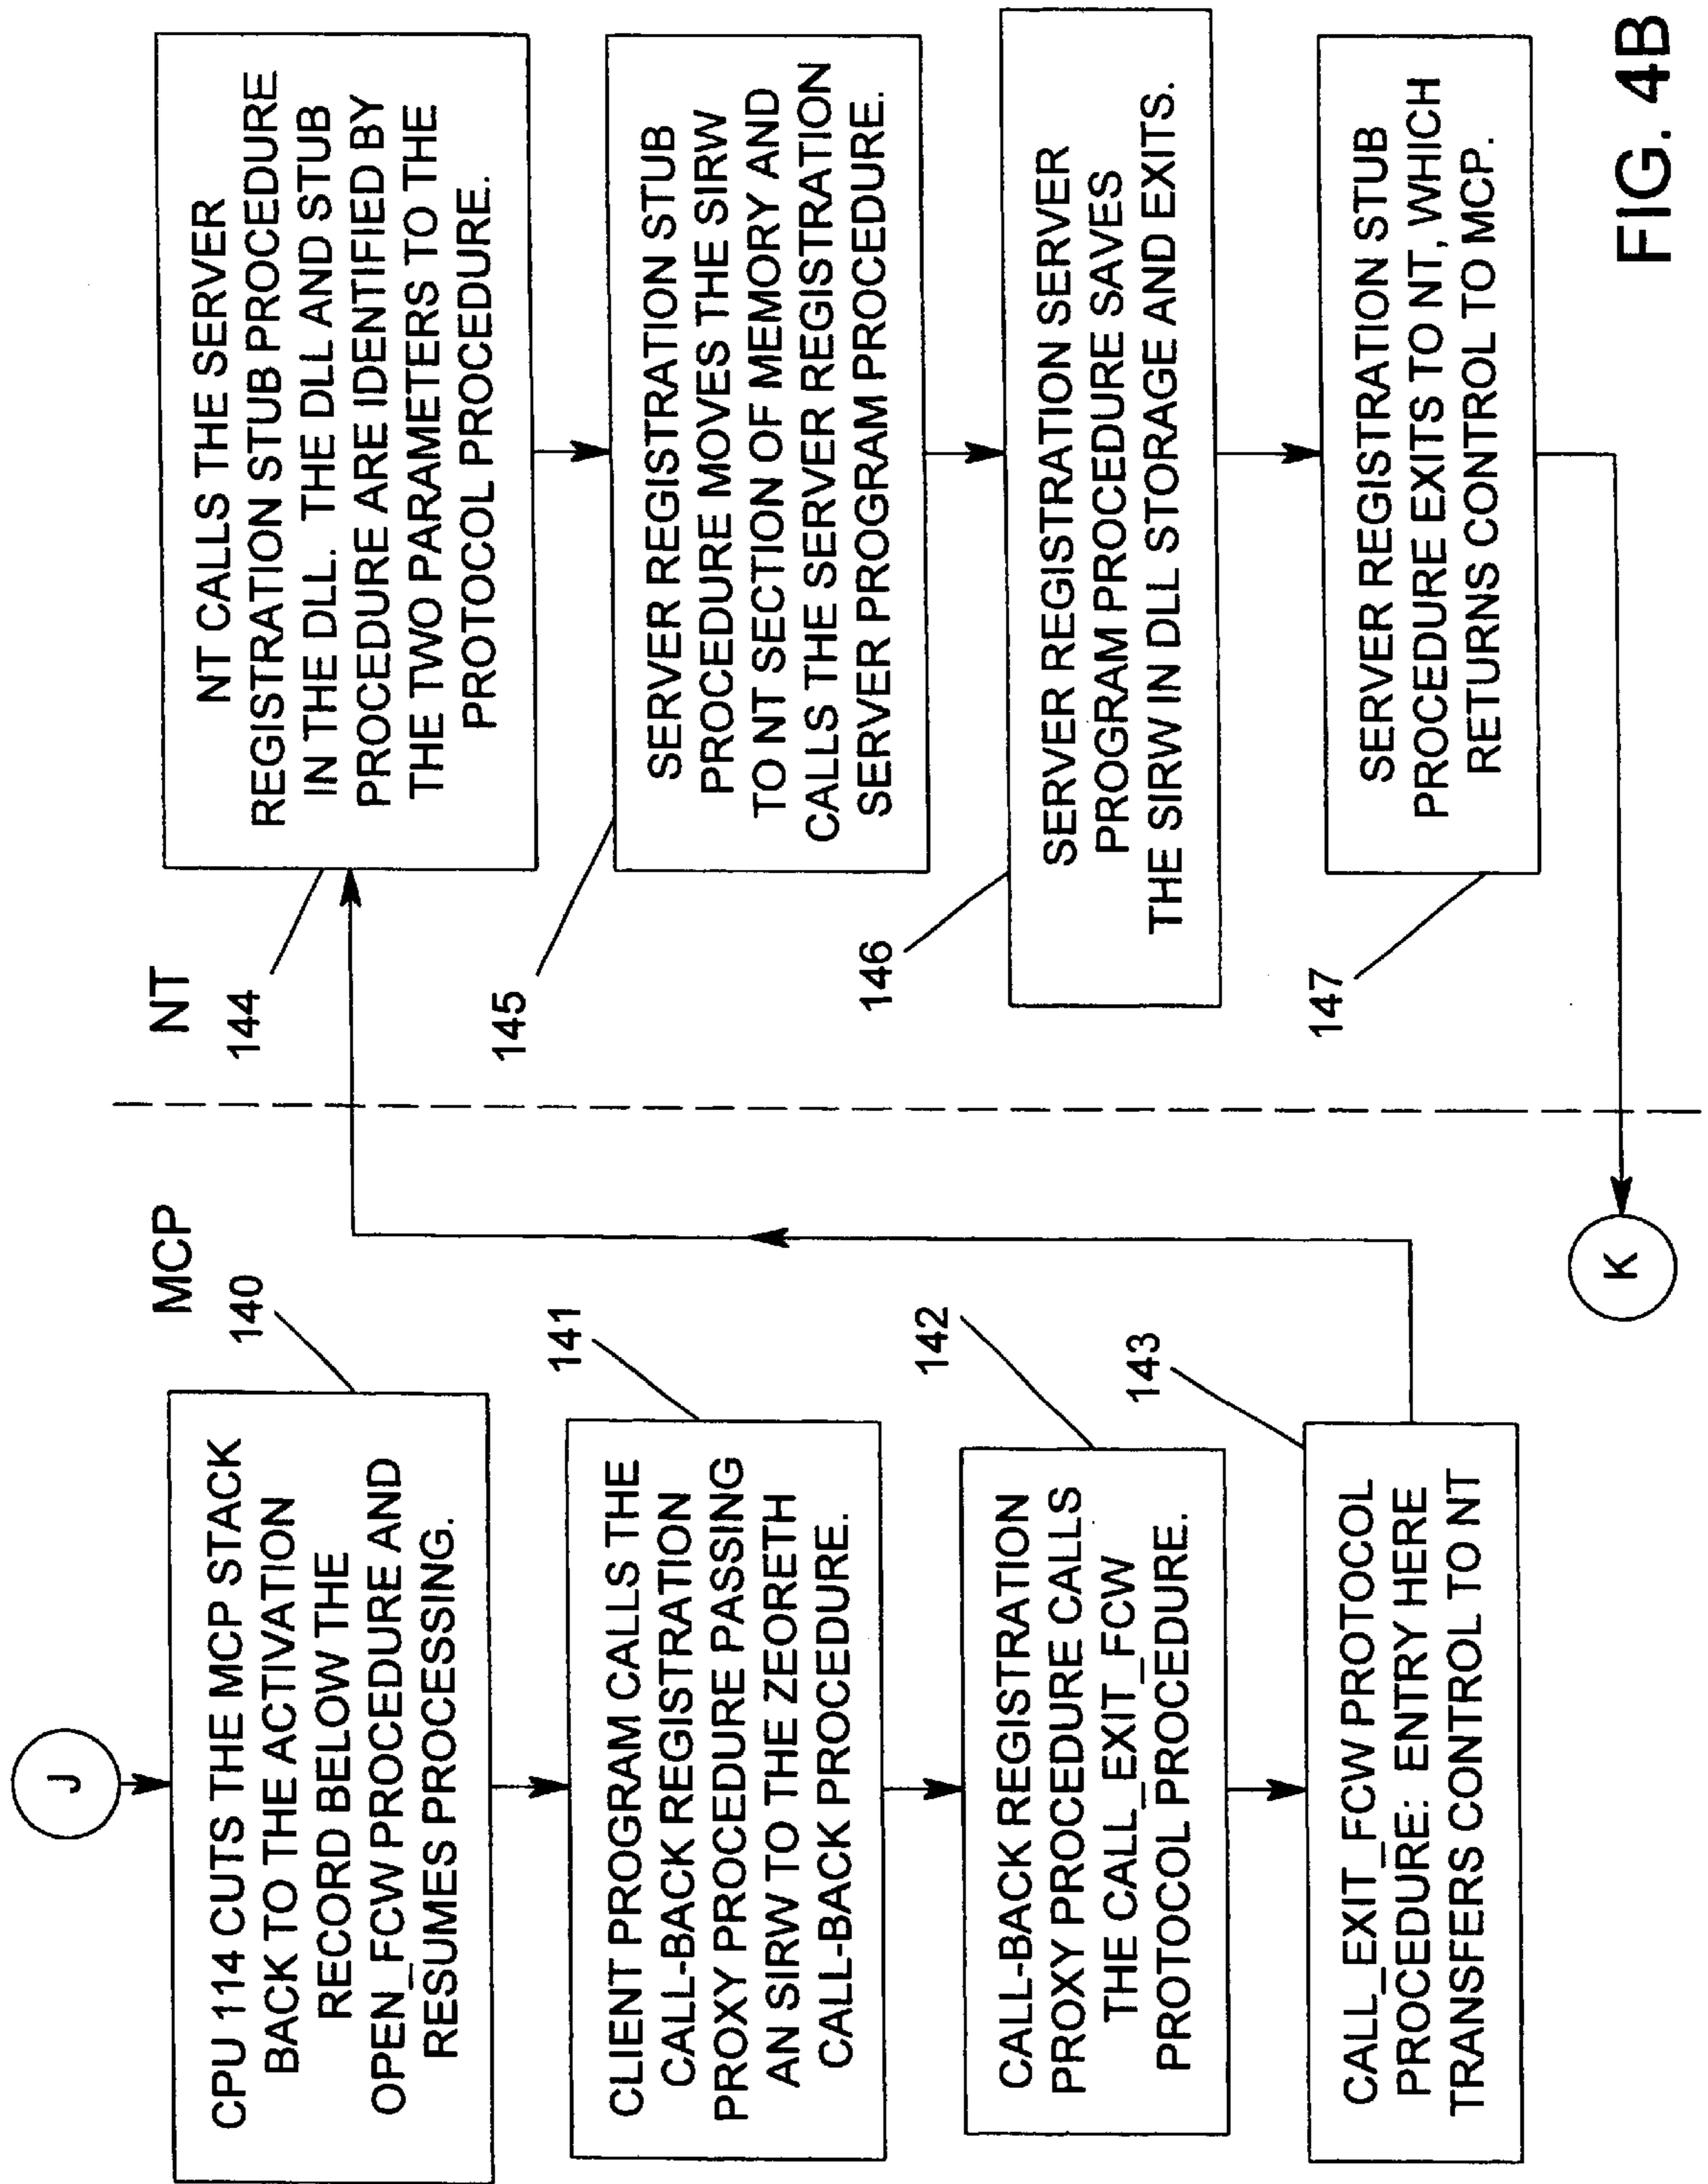 J
MCP
140
CPU 114 CUTS THE MCP STACK
BACK TO THE ACTIVATION
RECORD BELOW THE
OPEN_FCW PROCEDURE AND
RESUMES PROCESSING.
141
CLIENT PROGRAM CALLS THE
CALL-BACK REGISTRATION
PROXY PROCEDURE PASSING
AN SIRW TO THE ZEORETH
CALL-BACK PROCEDURE.
142
CALL-BACK REGISTRATION
PROXY PROCEDURE CALLS
THE CALL_EXIT_FCW
PROTOCOL PROCEDURE.
143
CALL_EXIT_FCW PROTOCOL
PROCEDURE: ENTRY HERE
TRANSFERS CONTROL TO NT
NT
144
NT CALLS THE SERVER
REGISTRATION STUB PROCEDURE
IN THE DLL. THE DLL AND STUB
PROCEDURE ARE IDENTIFIED BY
THE TWO PARAMETERS TO THE
PROTOCOL PROCEDURE.
145
SERVER REGISTRATION STUB
PROCEDURE MOVES THE SIRW
TO NT SECTION OF MEMORY AND
CALLS THE SERVER REGISTRATION
SERVER PROGRAM PROCEDURE.
146
SERVER REGISTRATION SERVER
PROGRAM PROCEDURE SAVES
THE SIRW IN DLL STORAGE AND EXITS.
147
SERVER REGISTRATION STUB
PROCEDURE EXITS TO NT, WHICH
RETURNS CONTROL TO MCP.
K
FIG. 4B